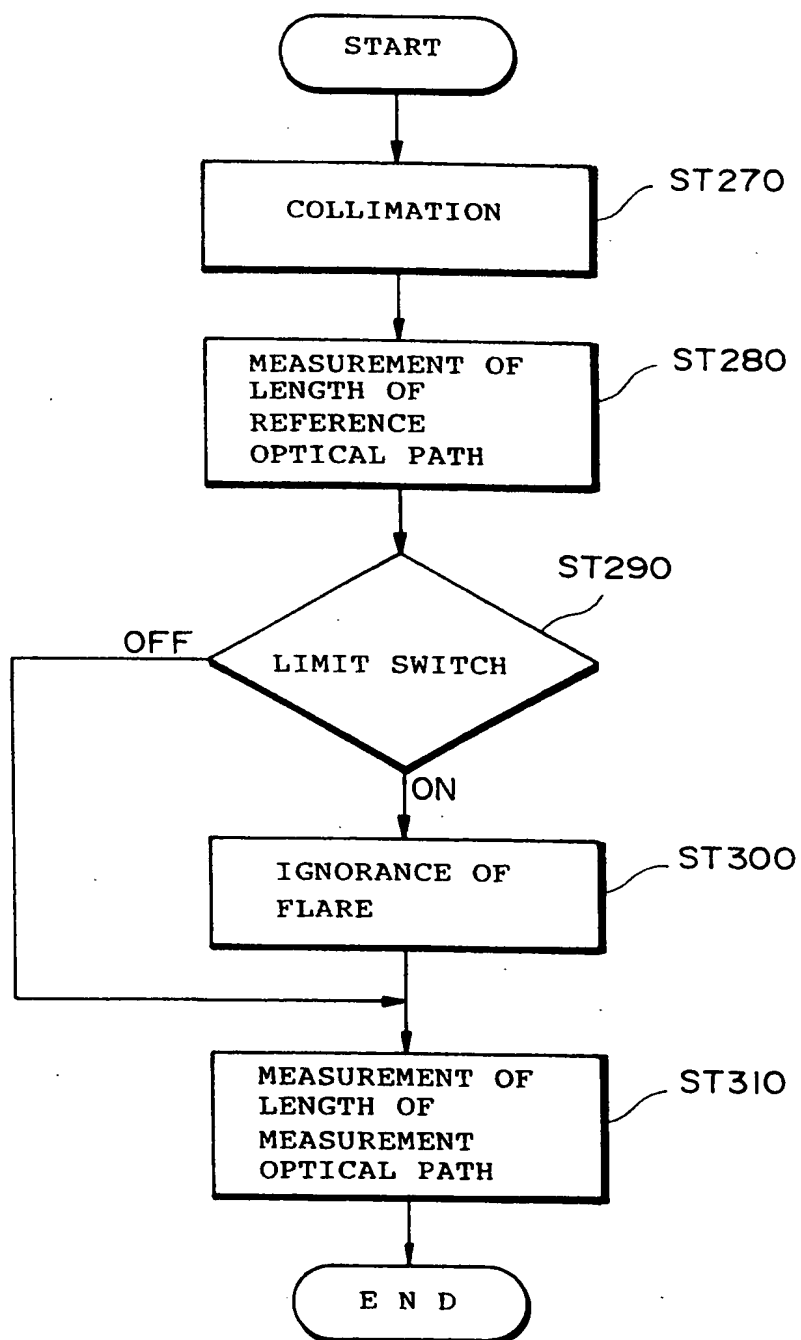 START
COLLIMATION
ST270
MEASUREMENT OF
LENGTH OF
REFERENCE
OPTICAL PATH
ST280
ST290
OFF
LIMIT SWITCH
ON
IGNORANCE OF
FLARE
ST300
MEASUREMENT OF
LENGTH OF
MEASUREMENT
OPTICAL PATH
ST310
E N D